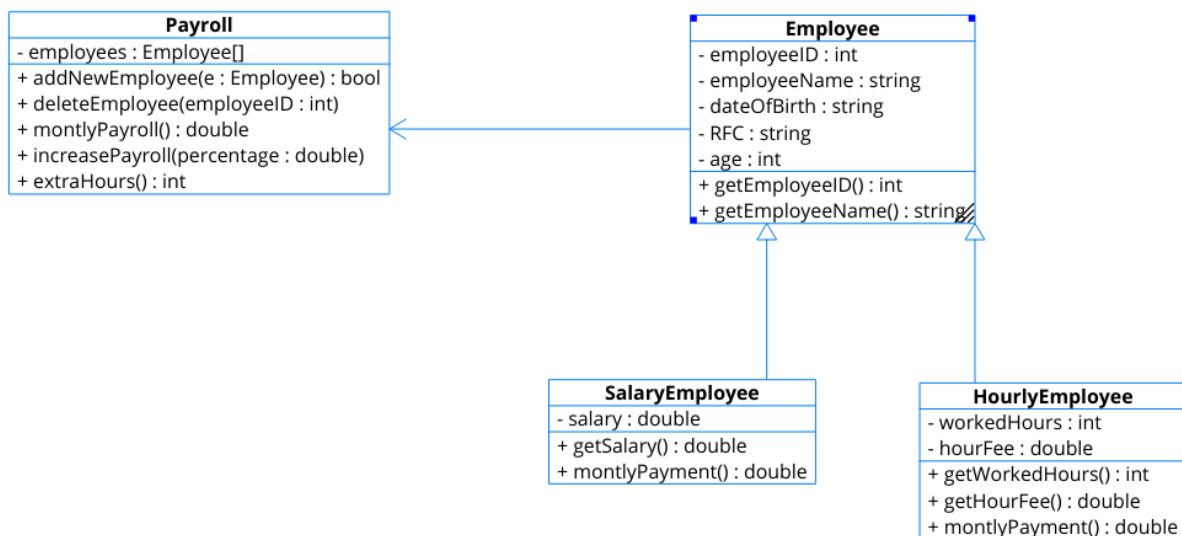 Payroll
- employees : Employee[]
+ addNewEmployee(e : Employee) : bool
+ deleteEmployee(employeeID : int)
+ montlyPayroll() : double
+ increasePayroll(percentage : double)
+ extraHours() : int
Employee
- employeeID : int
- employeeName : string
- dateOfBirth : string
- RFC : string
- age : int
+ getEmployeeID() : int
+ getEmployeeName() : string
SalaryEmployee
- salary : double
+ getSalary() : double
+ montlyPayment() : double
HourlyEmployee
- workedHours : int
- hourFee : double
+ getWorkedHours() : int
+ getHourFee() : double
+ montlyPayment() : double